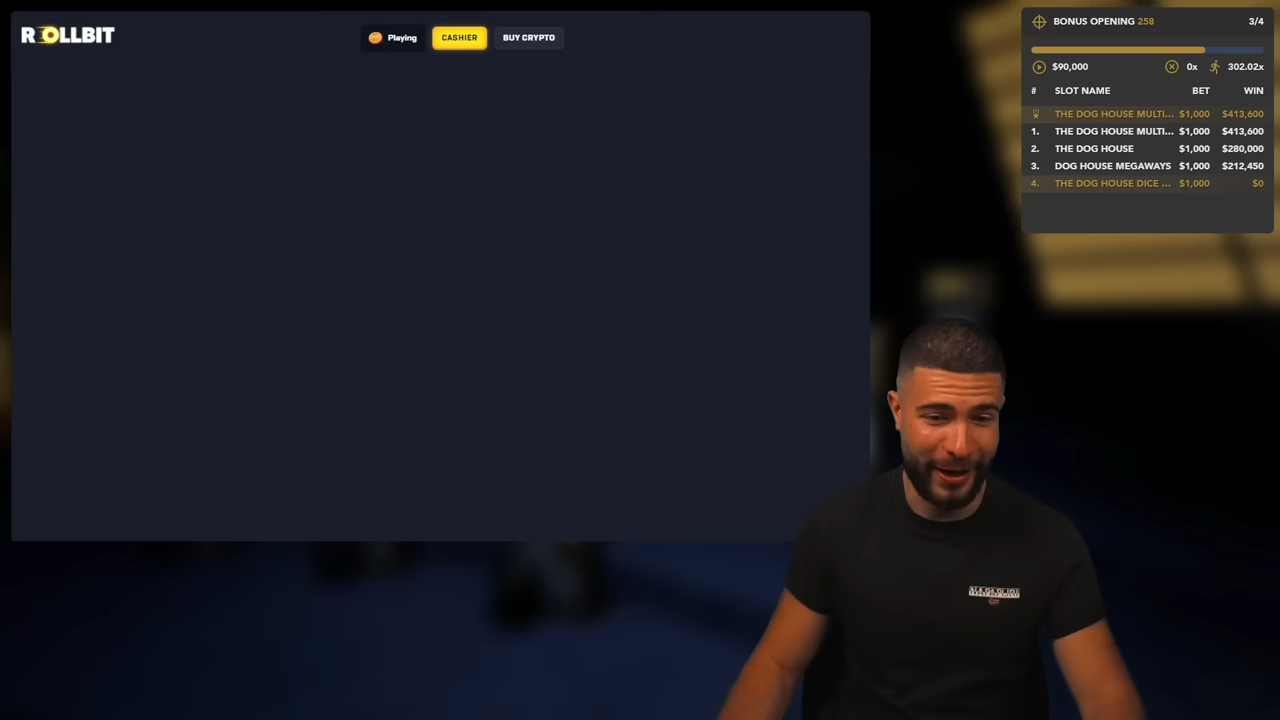 ROLLBIT
Playing
CASHIER
BUY CRYPTO
BONUS OPENING 258 3/4
$90,000 0x 302.02x
# SLOT NAME BET WIN
THE DOG HOUSE MULTI... $1,000 $413,600
1. THE DOG HOUSE MULTI... $1,000 $413,600
2. THE DOG HOUSE $1,000 $280,000
3. DOG HOUSE MEGAWAYS $1,000 $212,450
4. THE DOG HOUSE DICE ... $1,000 $0